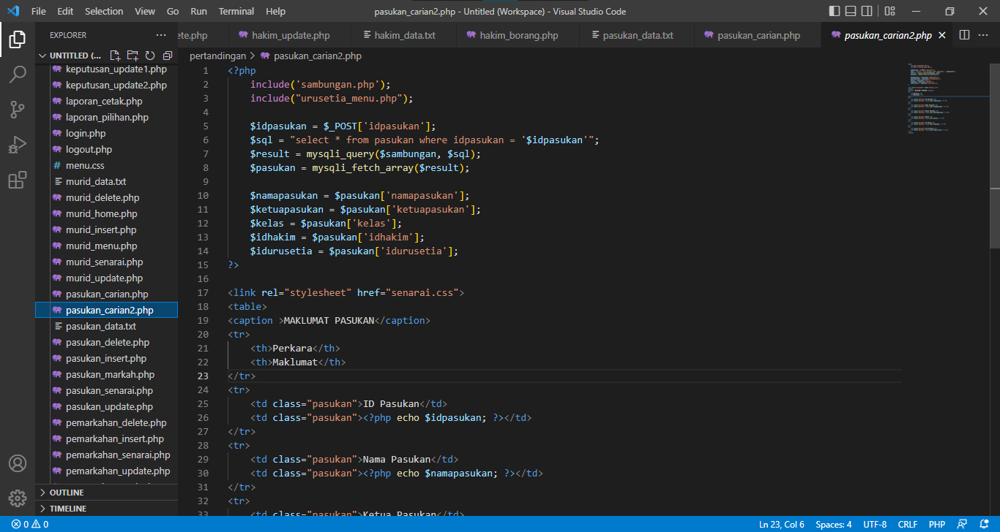 File Edit Selection View Go Run Terminal Help pasukan_carian2.php - Untitled (Workspace) - Visual Studio Code
EXPLORER
UNTITLED (...
keputusan_update1.php
keputusan_update2.php
laporan_cetak.php
laporan_pilihan.php
login.php
logout.php
# menu.css
murid_data.txt
murid_delete.php
murid_home.php
murid_insert.php
murid_menu.php
murid_senarai.php
murid_update.php
pasukan_carian.php
pasukan_carian2.php
pasukan_data.txt
pasukan_delete.php
pasukan_insert.php
pasukan_markah.php
pasukan_senarai.php
pasukan_update.php
pemarkahan_delete.php
pemarkahan_insert.php
pemarkahan_senarai.php
pemarkahan_update.php
OUTLINE
TIMELINE
ete.php hakim_update.php hakim_data.txt hakim_borang.php pasukan_data.txt pasukan_carian.php pasukan_carian2.php
pertandingan > pasukan_carian2.php
1 <?php
2 include('sambungan.php');
3 include("urusetia_menu.php");
4
5 $idpasukan = $_POST['idpasukan'];
6 $sql = "select * from pasukan where idpasukan = '$idpasukan'";
7 $result = mysqli_query($sambungan, $sql);
8 $pasukan = mysqli_fetch_array($result);
9
10 $namapasukan = $pasukan['namapasukan'];
11 $ketuapasukan = $pasukan['ketuapasukan'];
12 $kelas = $pasukan['kelas'];
13 $idhakim = $pasukan['idhakim'];
14 $idurusetia = $pasukan['idurusetia'];
15 ?>
16
17 <link rel="stylesheet" href="senarai.css">
18 <table>
19 <caption >MAKLUMAT PASUKAN</caption>
20 <tr>
21 <th>Perkara</th>
22 <th>Maklumat</th>
23 </tr>
24 <tr>
25 <td class="pasukan">ID Pasukan</td>
26 <td class="pasukan"><?php echo $idpasukan; ?></td>
27 </tr>
28 <tr>
29 <td class="pasukan">Nama Pasukan</td>
30 <td class="pasukan"><?php echo $namapasukan; ?></td>
31 </tr>
32 <tr>
33 <td class="pasukan">Ketua Pasukan</td>
0 0 Ln 23, Col 6 Spaces: 4 UTF-8 CRLF PHP